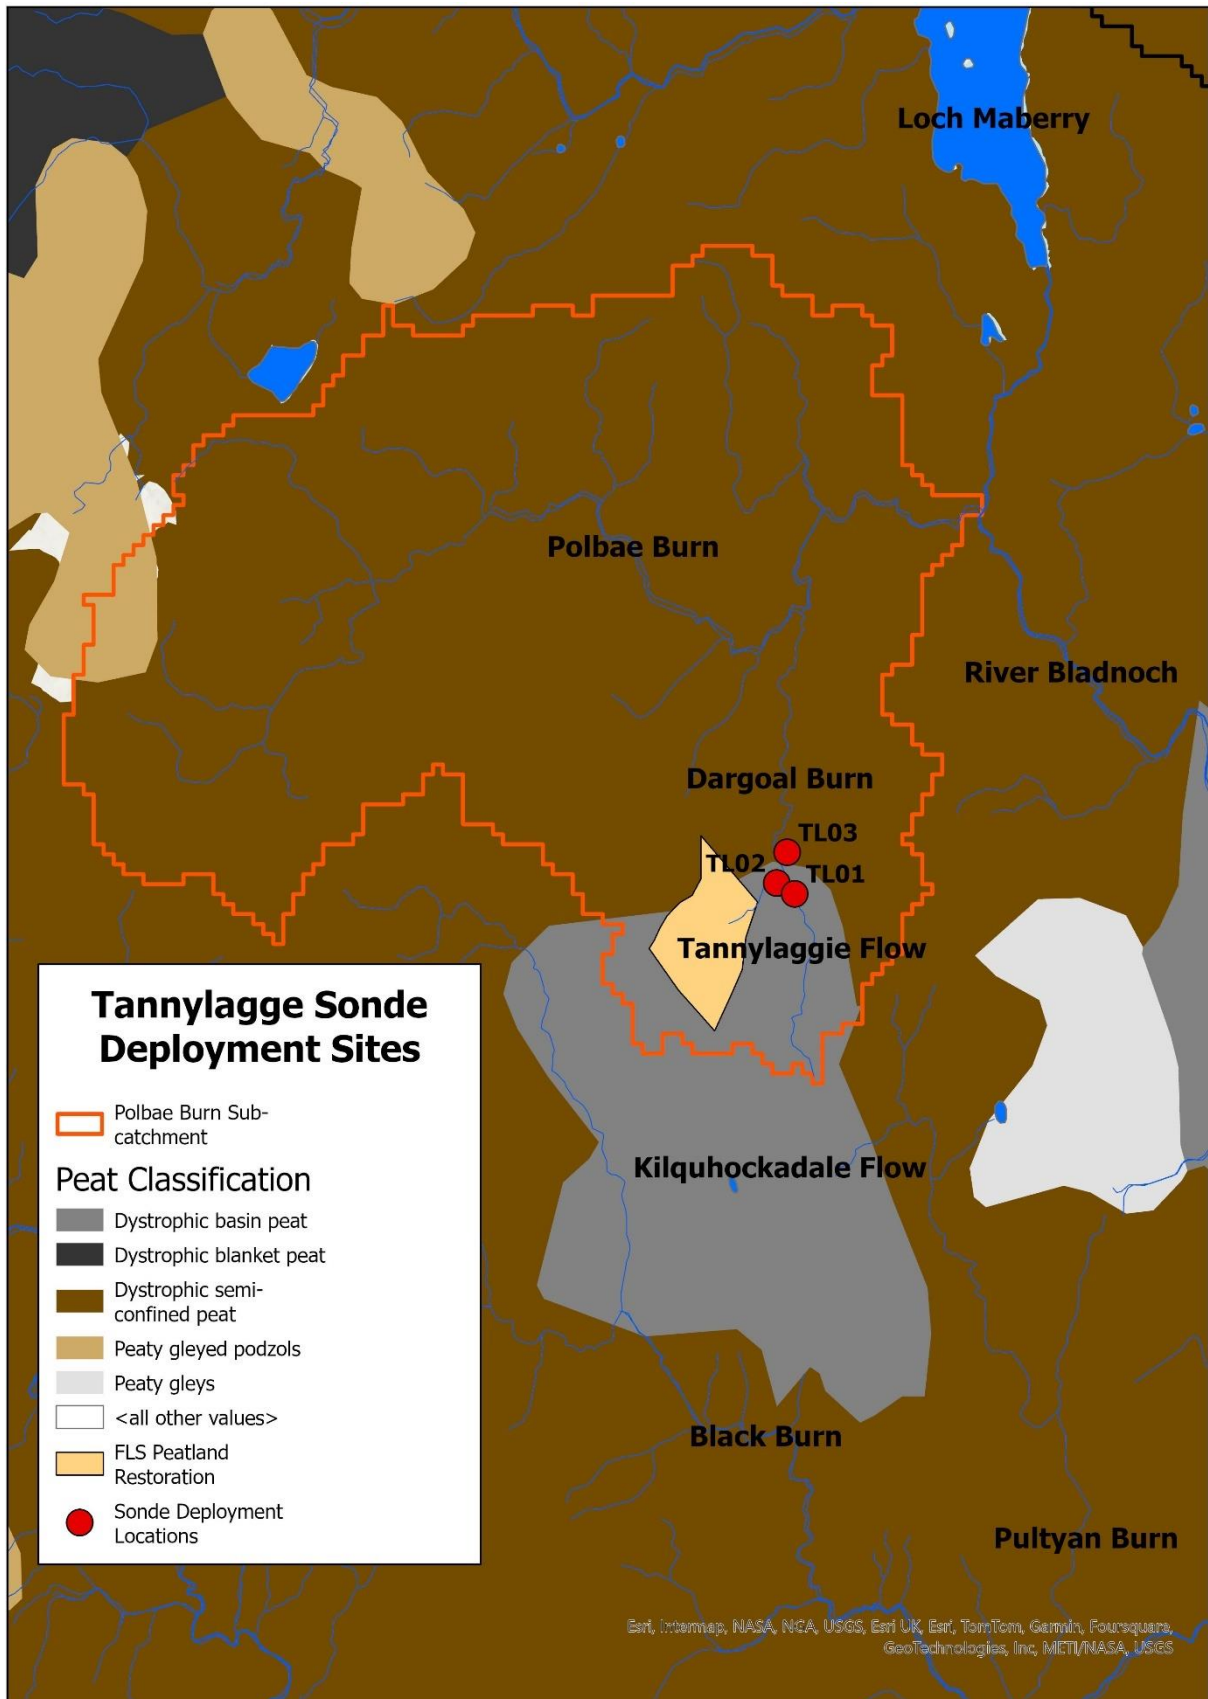 Loch Maberry
Polbae Burn
River Bladnoch
Dargoal Burn
TL03
TL02
TL01
Tannylaggie Flow
Tannylagge Sonde
Deployment Sites
Polbae Burn Sub-
catchment
Peat Classification
Dystrophic basin peat
Dystrophic blanket peat
Dystrophic semi-
confined peat
Peaty gleyed podzols
Peaty gleys
<all other values>
FLS Peatland
Restoration
Sonde Deployment
Locations
Kilquhockadale Flow
Black Burn
Pultyan Burn
Esri, Intermap, NASA, NGA, USGS, Esri UK, Esri, TomTom, Garmin, Foursquare,
GeoTechnologies, Inc, METI/NASA, USGS